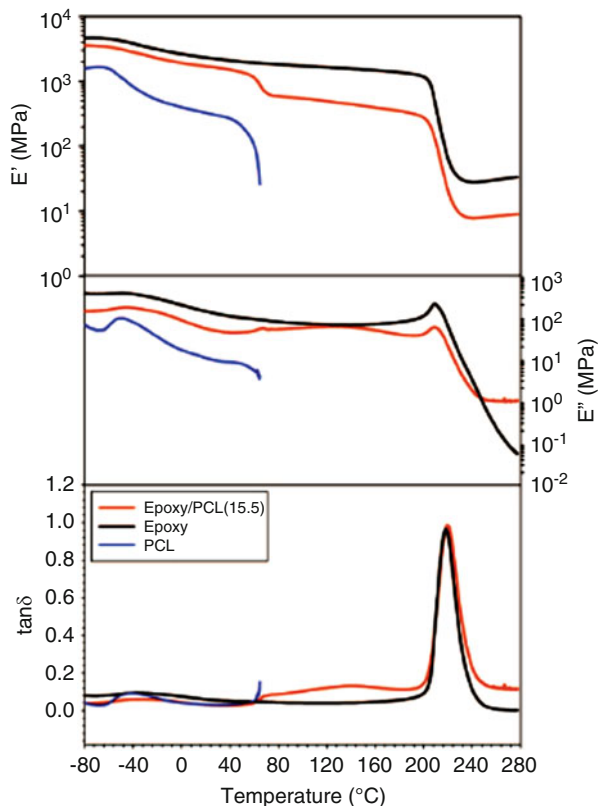 10⁴
10³
10²
10¹
10⁰
E' (MPa)
10³
10²
10¹
10⁰
10⁻¹
10⁻²
E" (MPa)
1.2
1.0
0.8
0.6
0.4
0.2
0.0
tanδ
Epoxy/PCL(15.5)
Epoxy
PCL
-80 -40 0 40 80 120 160 200 240 280
Temperature (°C)